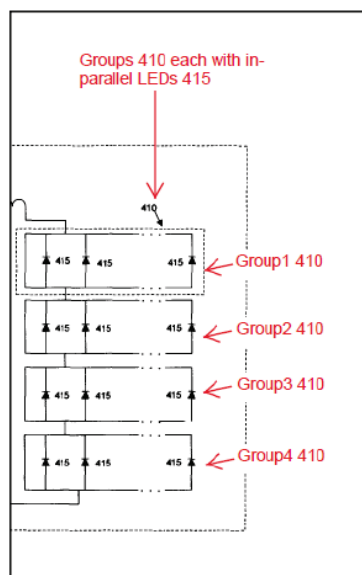 Groups 410 each with in-
parallel LEDs 415
410
415 415 415
Group1 410
415 415 415
Group2 410
415 415 415
Group3 410
415 415 415
Group4 410